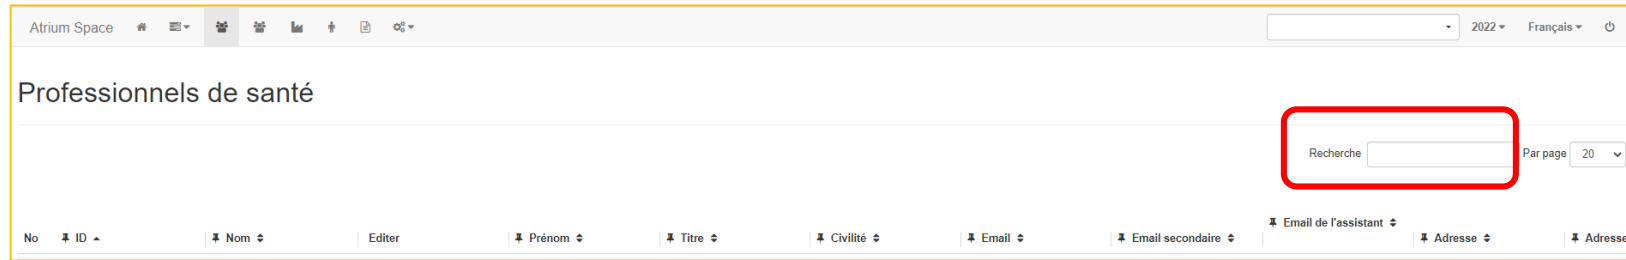 Atrium Space 2022 Français
Professionnels de santé
Recherche Par page 20
No ID Nom Editer Prénom Titre Civilité Email Email secondaire Email de l'assistant Adresse Adresse